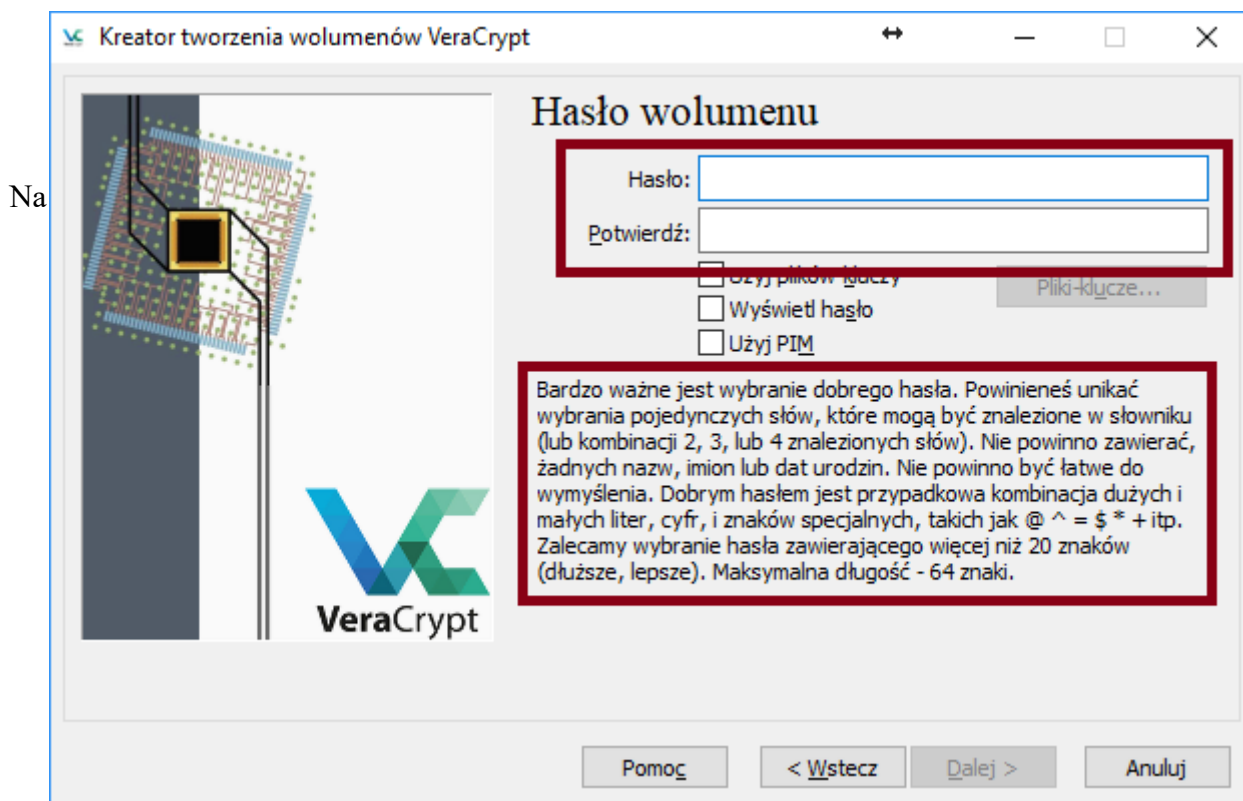 Kreator tworzenia wolumenów VeraCrypt
Hasło wolumenu
Na
Hasło:
Potwierdź:
Użyj plików kluczy
Pliki-klucze...
Wyświetl hasło
Użyj PIM
Bardzo ważne jest wybranie dobrego hasła. Powinieneś unikać
wybrania pojedynczych słów, które mogą być znalezione w słowniku
(lub kombinacji 2, 3, lub 4 znalezionych słów). Nie powinno zawierać,
żadnych nazw, imion lub dat urodzin. Nie powinno być łatwe do
wymyślenia. Dobrym hasłem jest przypadkowa kombinacja dużych i
małych liter, cyfr, i znaków specjalnych, takich jak @ ^ = $ * + itp.
Zalecamy wybranie hasła zawierającego więcej niż 20 znaków
(dłuższe, lepsze). Maksymalna długość - 64 znaki.
VeraCrypt
Pomoc
< Wstecz
Dalej >
Anuluj